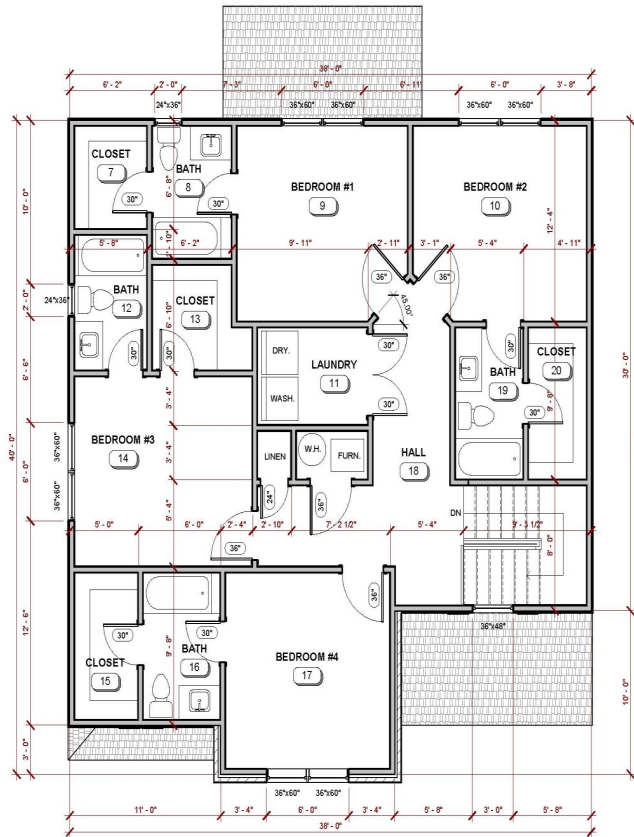 38' - 0"
6' - 2"
2' - 0"
7' - 3"
6' - 0"
6' - 11"
6' - 0"
3' - 8"
24"x36"
36"x60"
36"x60"
36"x60"
36"x60"
CLOSET
7
30"
BATH
8
30"
6' - 8"
BEDROOM #1
9
BEDROOM #2
10
12' - 4"
10' - 0"
5' - 8"
6' - 2"
9' - 11"
2' - 11"
3' - 1"
5' - 4"
4' - 11"
36"
36"
45.00°
24"x36"
2' - 0"
BATH
12
30"
CLOSET
13
30"
6' - 10"
DRY.
WASH.
LAUNDRY
11
30"
30"
30"
BATH
19
CLOSET
20
9' - 8"
30"
30' - 0"
6' - 6"
3' - 4"
40' - 0"
BEDROOM #3
14
36"x60"
36"x60"
6' - 0"
LINEN
W.H.
FURN.
HALL
18
24"
36"
DN
5' - 4"
5' - 0"
6' - 0"
2' - 4"
2' - 10"
7' - 2 1/2"
5' - 4"
9' - 3 1/2"
8' - 0"
36"
36"
12' - 6"
30"
CLOSET
15
9' - 8"
30"
BATH
16
BEDROOM #4
17
36"x48"
10' - 0"
3' - 0"
36"x60"
36"x60"
11' - 0"
3' - 4"
6' - 0"
3' - 4"
5' - 8"
3' - 0"
5' - 8"
38' - 0"